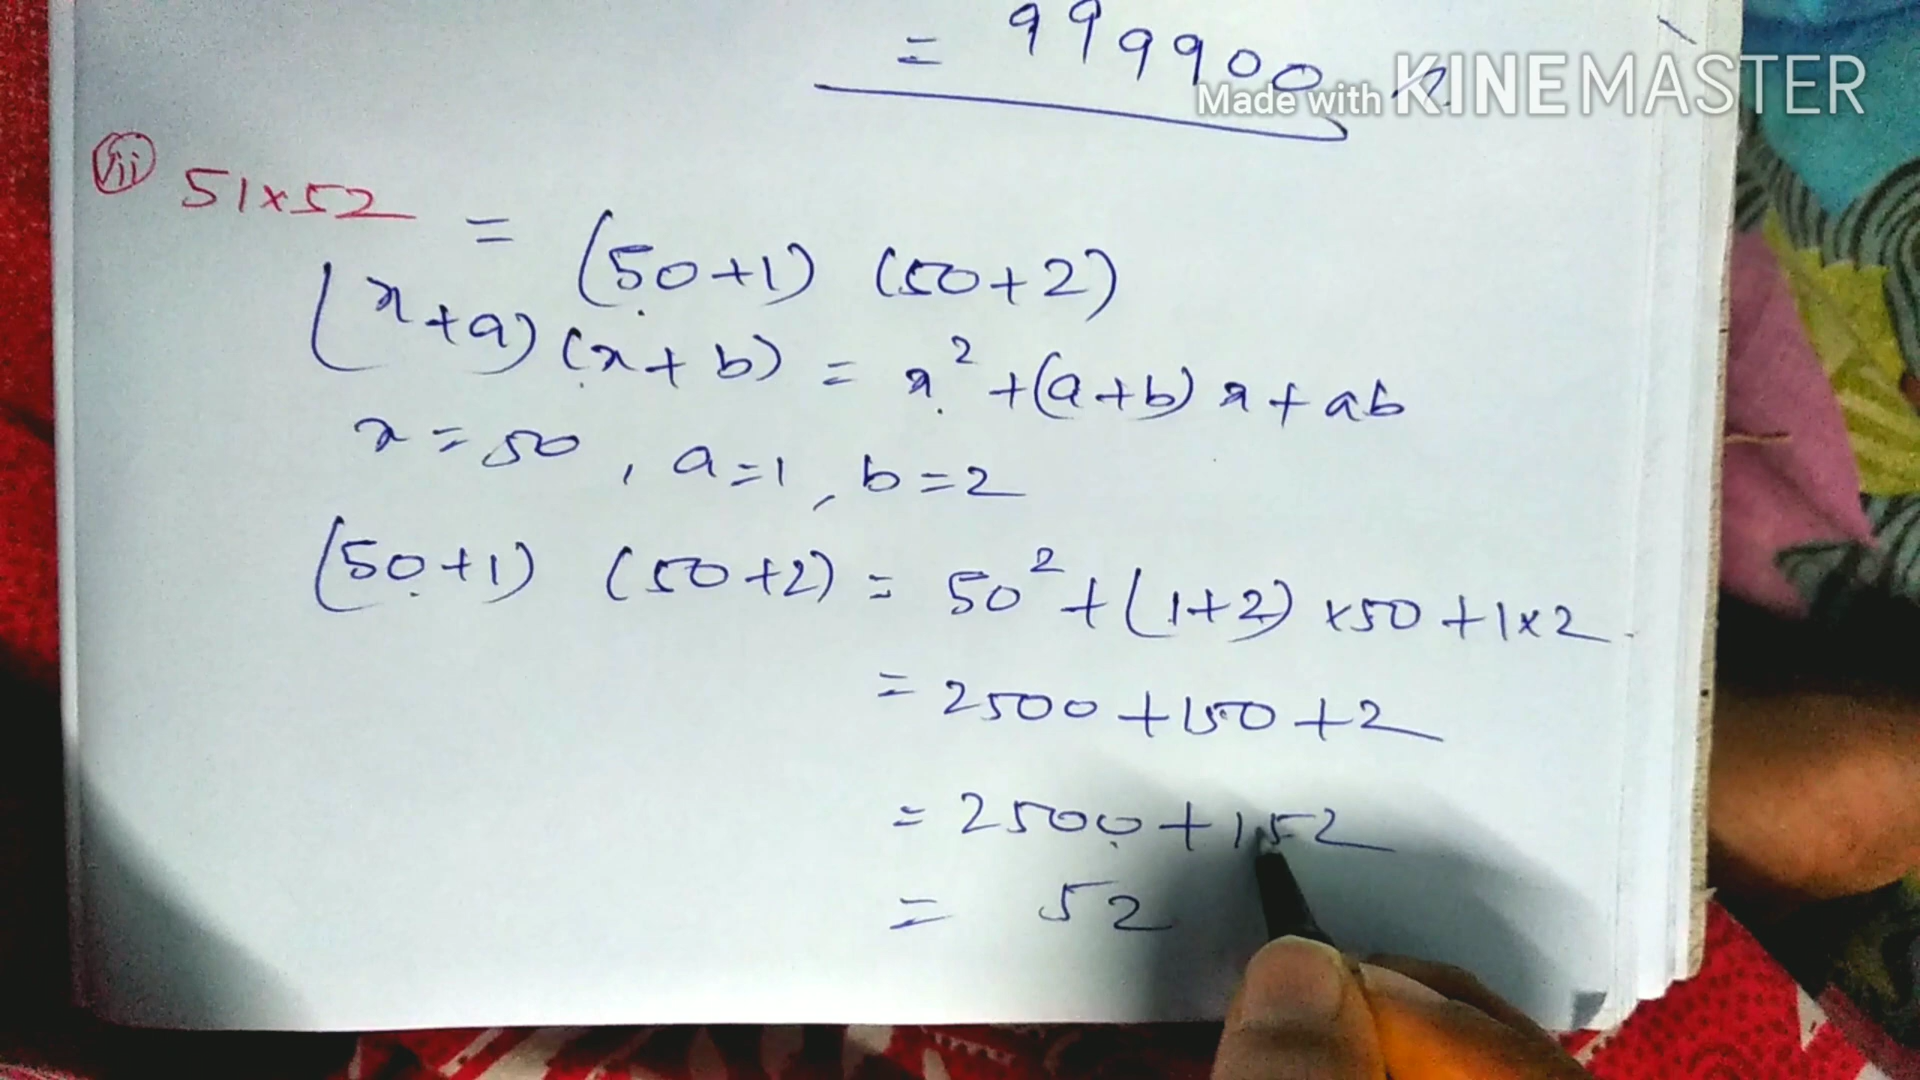 = 999900
Made with KINEMASTER
(vii) 51×52 = (50+1) (50+2)
(x+a) (x+b) = x² + (a+b) x + ab
x = 50, a=1, b=2
(50+1) (50+2) = 50² + (1+2) ×50 + 1×2
= 2500 + 150 + 2
= 2500 + 152
= 52